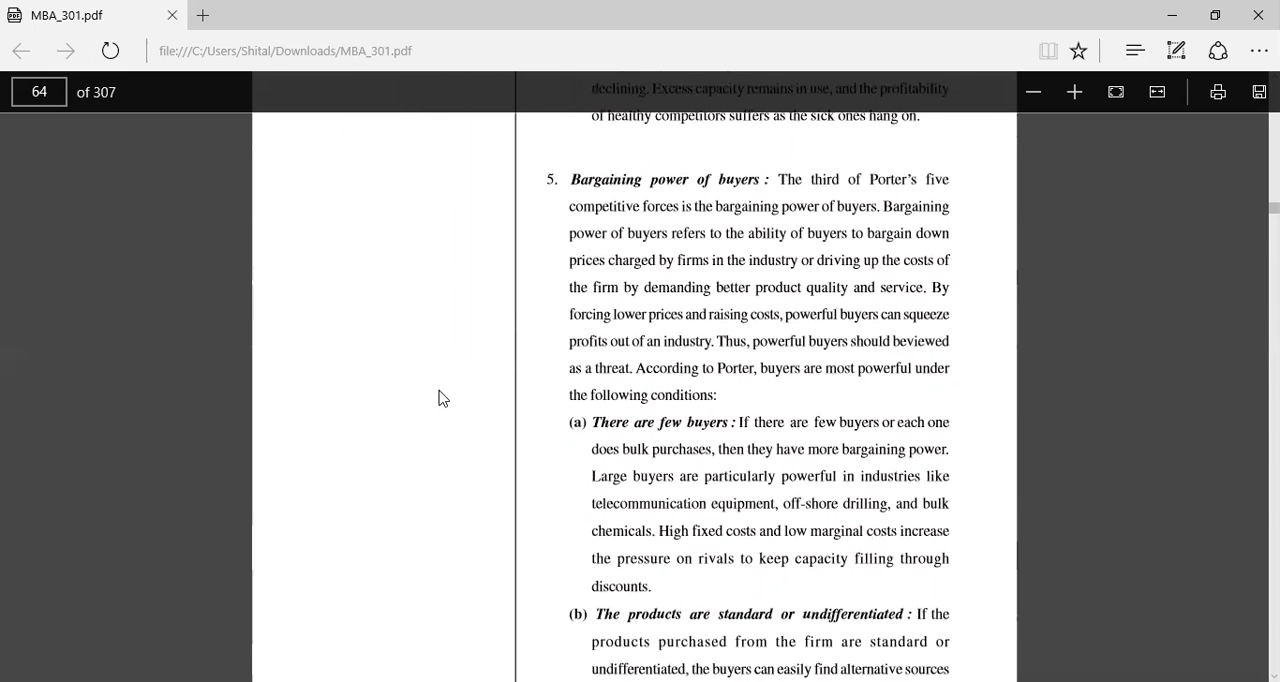 MBA_301.pdf
file:///C:/Users/Shital/Downloads/MBA_301.pdf
64 of 307
declining. Excess capacity remains in use, and the profitability
of healthy competitors suffers as the sick ones hang on.
5. Bargaining power of buyers : The third of Porter's five
competitive forces is the bargaining power of buyers. Bargaining
power of buyers refers to the ability of buyers to bargain down
prices charged by firms in the industry or driving up the costs of
the firm by demanding better product quality and service. By
forcing lower prices and raising costs, powerful buyers can squeeze
profits out of an industry. Thus, powerful buyers should beviewed
as a threat. According to Porter, buyers are most powerful under
the following conditions:
(a) There are few buyers : If there are few buyers or each one
does bulk purchases, then they have more bargaining power.
Large buyers are particularly powerful in industries like
telecommunication equipment, off-shore drilling, and bulk
chemicals. High fixed costs and low marginal costs increase
the pressure on rivals to keep capacity filling through
discounts.
(b) The products are standard or undifferentiated : If the
products purchased from the firm are standard or
undifferentiated, the buyers can easily find alternative sources